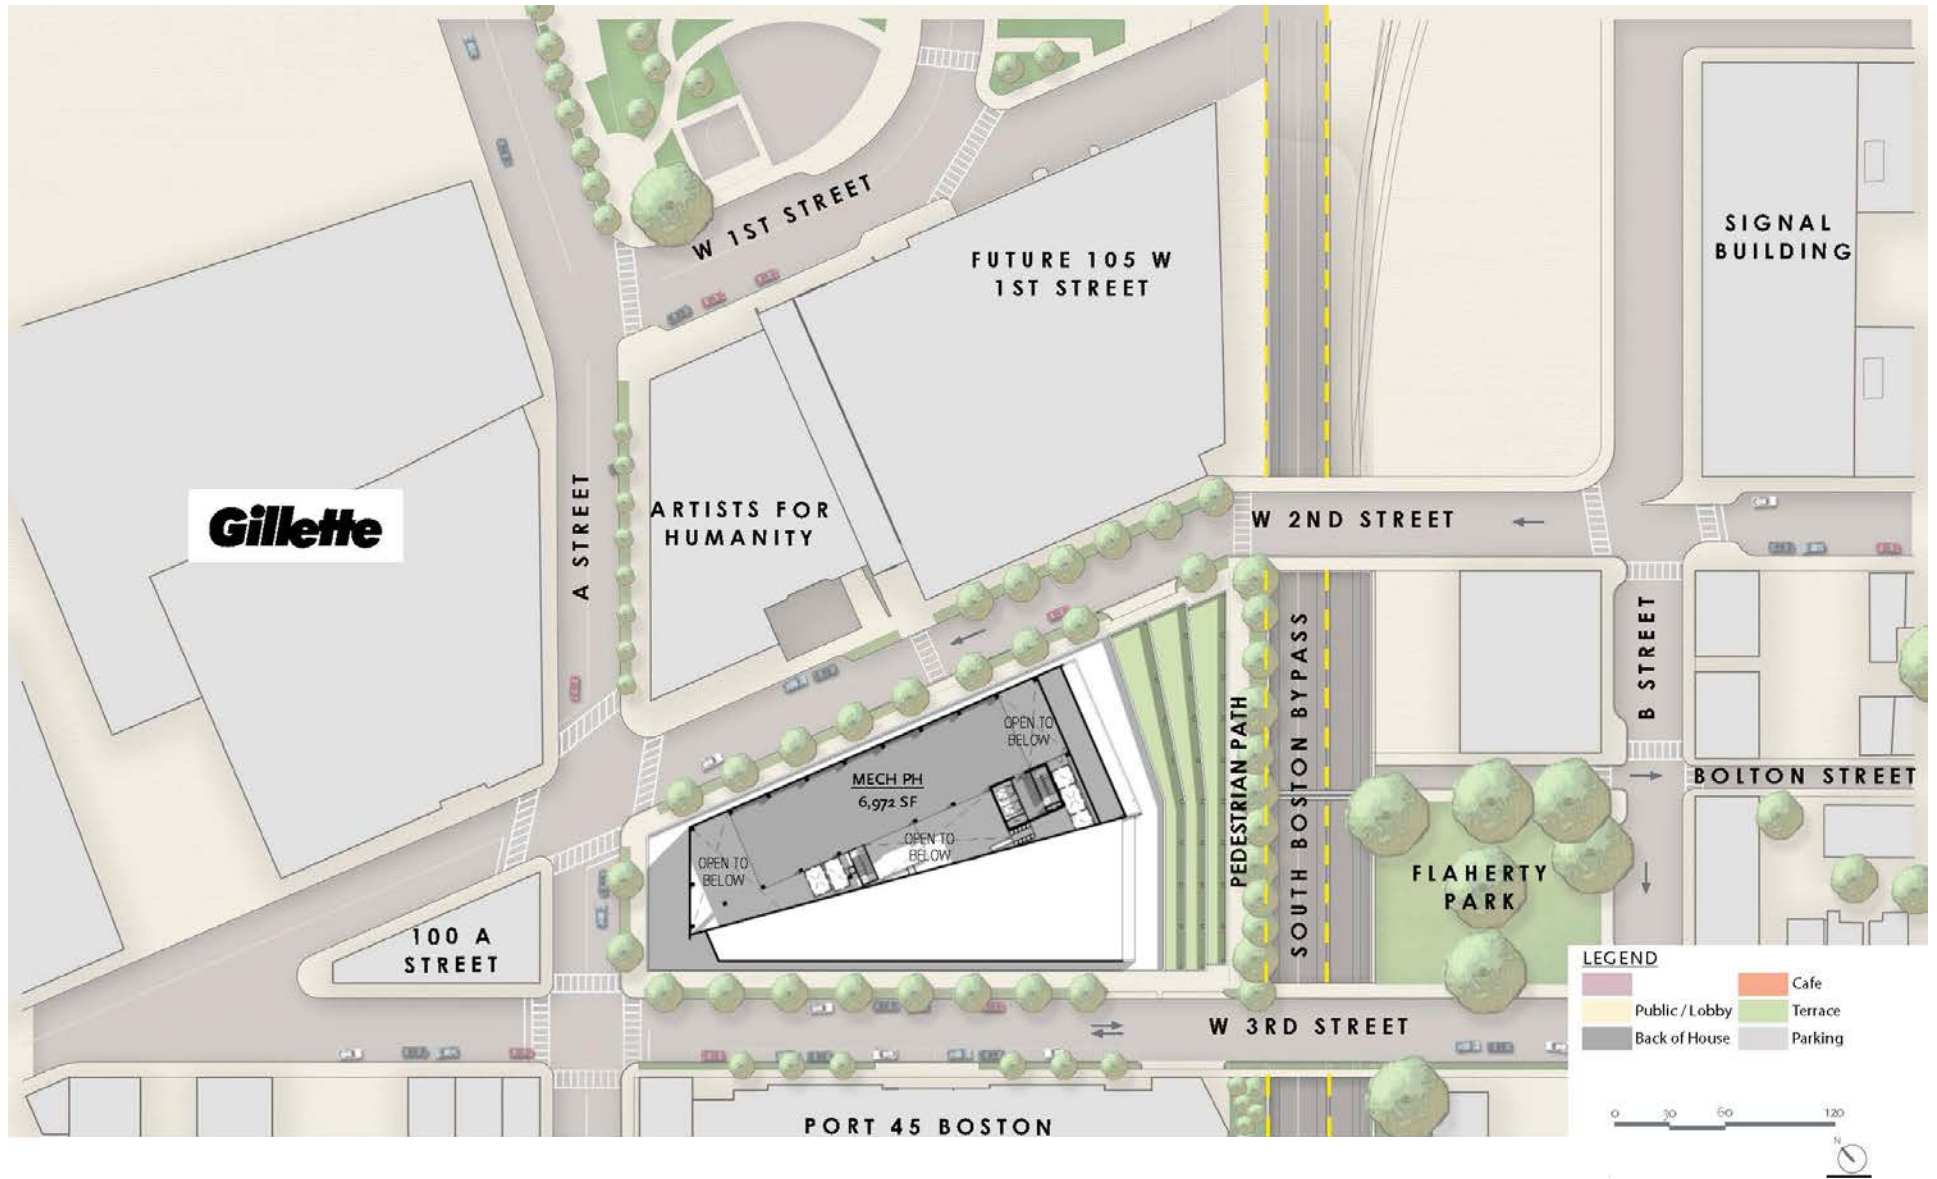 W 1ST STREET
FUTURE 105 W
1ST STREET
SIGNAL
BUILDING
Gillette
A STREET
ARTISTS FOR
HUMANITY
W 2ND STREET
B STREET
OPEN TO
BELOW
MECH PH
6,972 SF
OPEN TO
BELOW
OPEN TO
BELOW
PEDESTRIAN PATH
SOUTH BOSTON BYPASS
BOLTON STREET
FLAHERTY
PARK
100 A
STREET
W 3RD STREET
PORT 45 BOSTON
LEGEND
Cafe
Public / Lobby
Terrace
Back of House
Parking
0 30 60 120
N